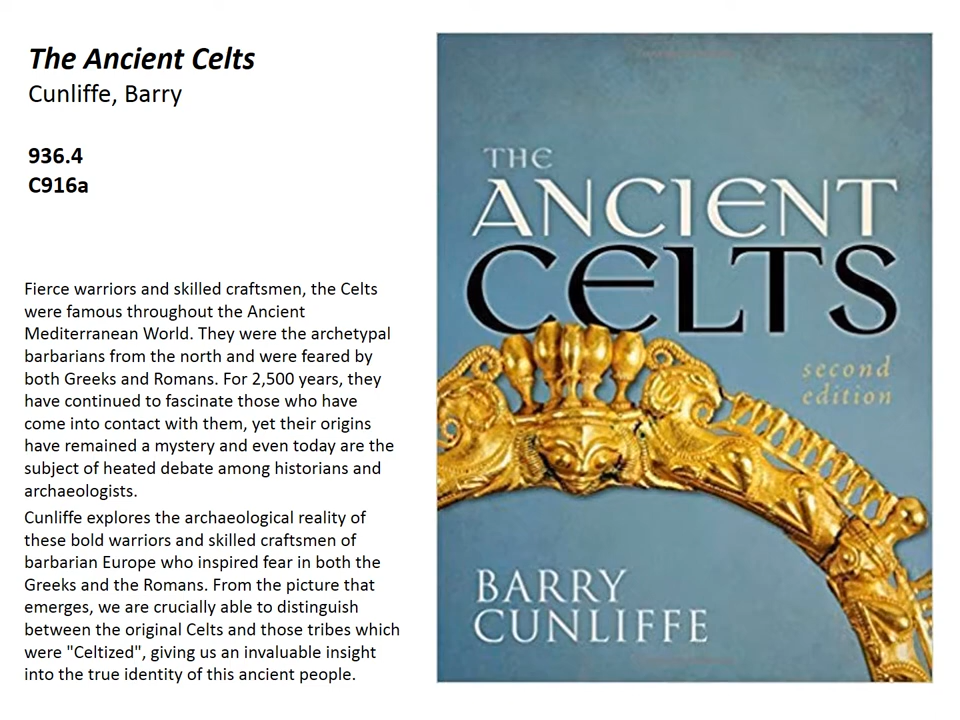 The Ancient Celts
Cunliffe, Barry
936.4
C916a
Fierce warriors and skilled craftsmen, the Celts
were famous throughout the Ancient
Mediterranean World. They were the archetypal
barbarians from the north and were feared by
both Greeks and Romans. For 2,500 years, they
have continued to fascinate those who have
come into contact with them, yet their origins
have remained a mystery and even today are the
subject of heated debate among historians and
archaeologists.
Cunliffe explores the archaeological reality of
these bold warriors and skilled craftsmen of
barbarian Europe who inspired fear in both the
Greeks and the Romans. From the picture that
emerges, we are crucially able to distinguish
between the original Celts and those tribes which
were "Celtized", giving us an invaluable insight
into the true identity of this ancient people.
THE
ANCIENT
CELTS
second
edition
BARRY
CUNLIFFE